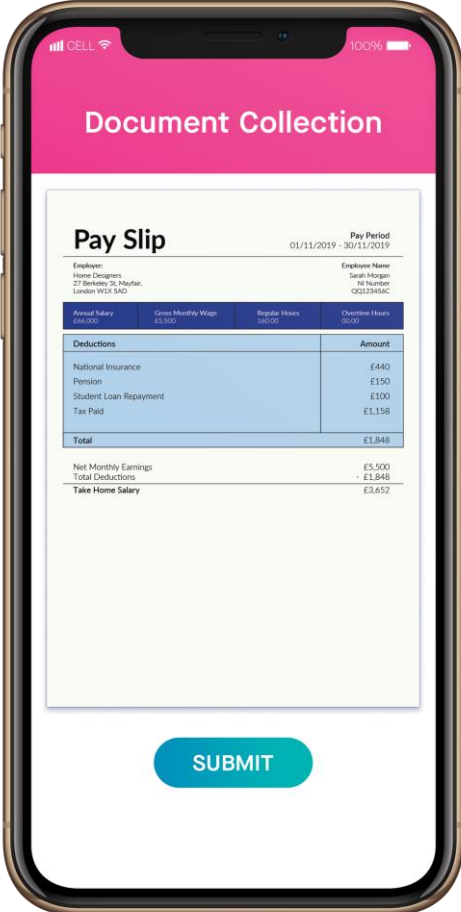 CELL 100%
Document Collection
Pay Slip
Pay Period
01/11/2019 - 30/11/2019
Employer:
Home Designers
27 Berkeley St, Mayfair,
London W1X 5AD
Employee Name
Sarah Morgan
NI Number
QQ123456C
Annual Salary Gross Monthly Wage Regular Hours Overtime Hours
£66,000 £5,500 160.00 00.00
Deductions Amount
National Insurance £440
Pension £150
Student Loan Repayment £100
Tax Paid £1,158
Total £1,848
Net Monthly Earnings £5,500
Total Deductions - £1,848
Take Home Salary £3,652
SUBMIT